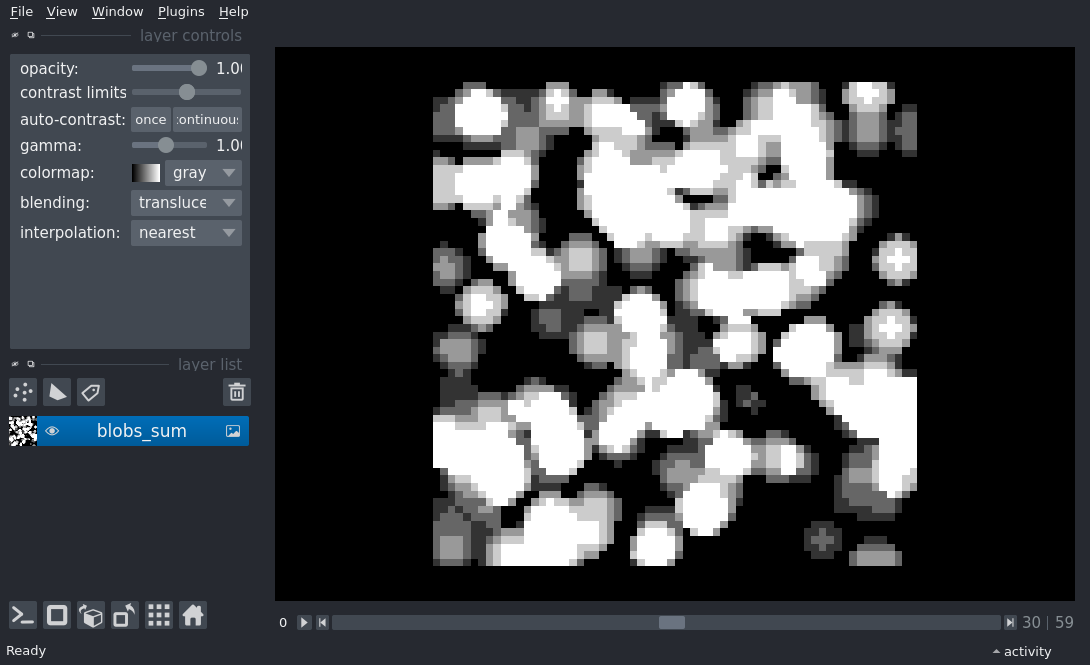 File View Window Plugins Help
layer controls
opacity: 1.00
contrast limits
auto-contrast: once continuous
gamma: 1.00
colormap: gray
blending: transluce
interpolation: nearest
layer list
blobs_sum
0 30 | 59
Ready activity